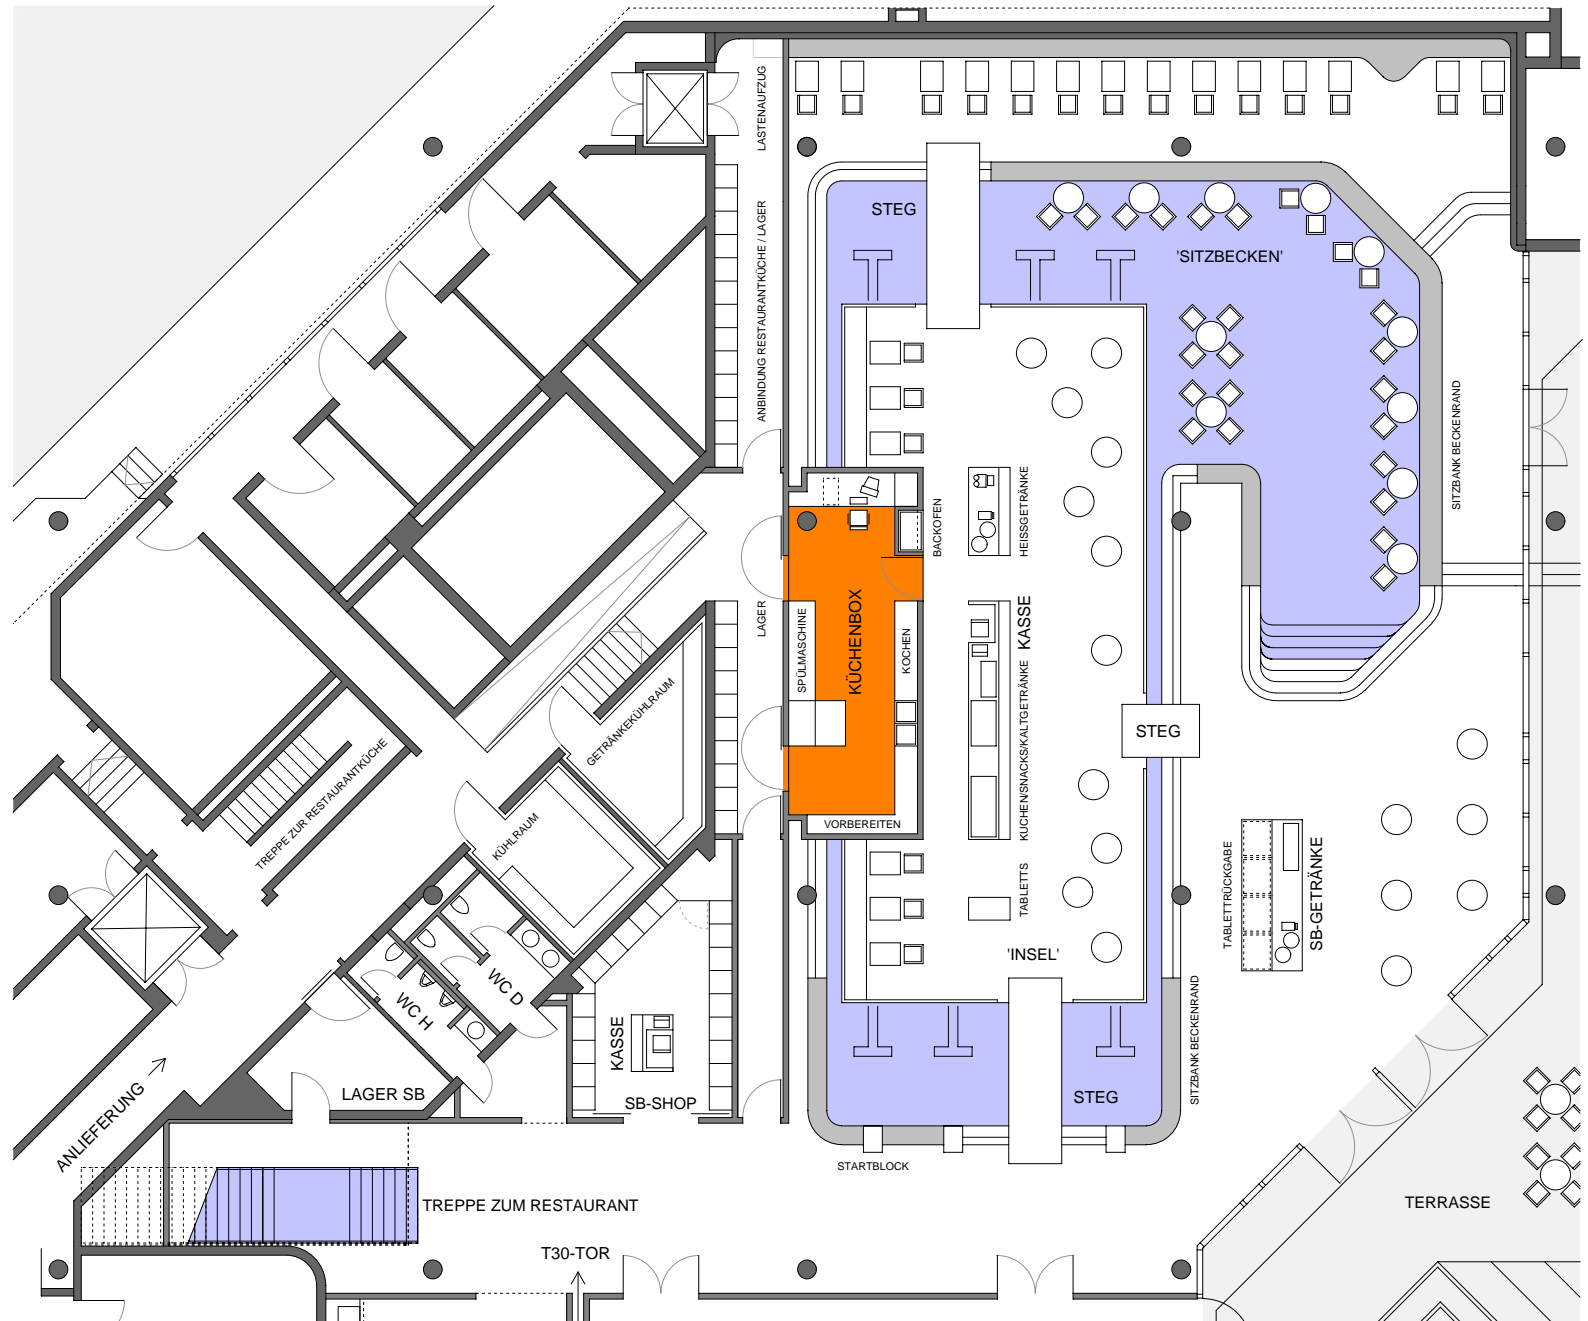 LASTENAUFZUG
ANBINDUNG RESTAURANTKÜCHE / LAGER
STEG
'SITZBECKEN'
SITZBANK BECKENRAND
BACKOFEN
HEISSGETRÄNKE
LAGER
SPÜLMASCHINE
KÜCHENBOX
KOCHEN
KASSE
KUCHEN/SNACKS/KALTGETRÄNKE
GETRÄNKEKÜHLRAUM
STEG
TREPPE ZUR RESTAURANTKÜCHE
KÜHLRAUM
VORBEREITEN
TABLETTS
TABLETTRÜCKGABE
SB-GETRÄNKE
'INSEL'
WC D
WC H
KASSE
SITZBANK BECKENRAND
LAGER SB
SB-SHOP
STEG
ANLIEFERUNG
STARTBLOCK
TREPPE ZUM RESTAURANT
TERRASSE
T30-TOR